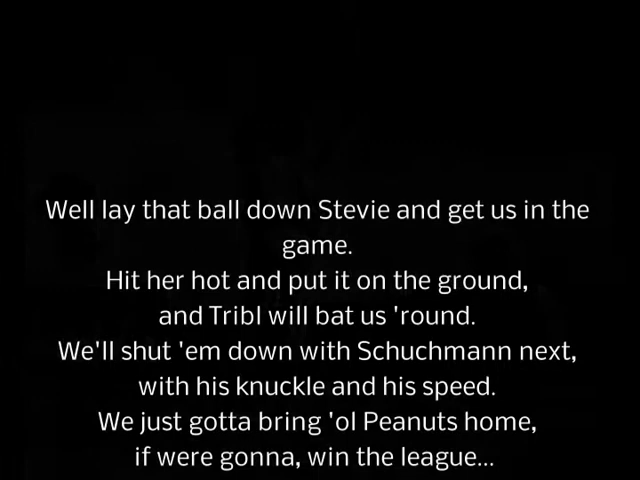 Well lay that ball down Stevie and get us in the
game.
Hit her hot and put it on the ground,
and Tribl will bat us 'round.
We'll shut 'em down with Schuchmann next,
with his knuckle and his speed.
We just gotta bring 'ol Peanuts home,
if were gonna, win the league...